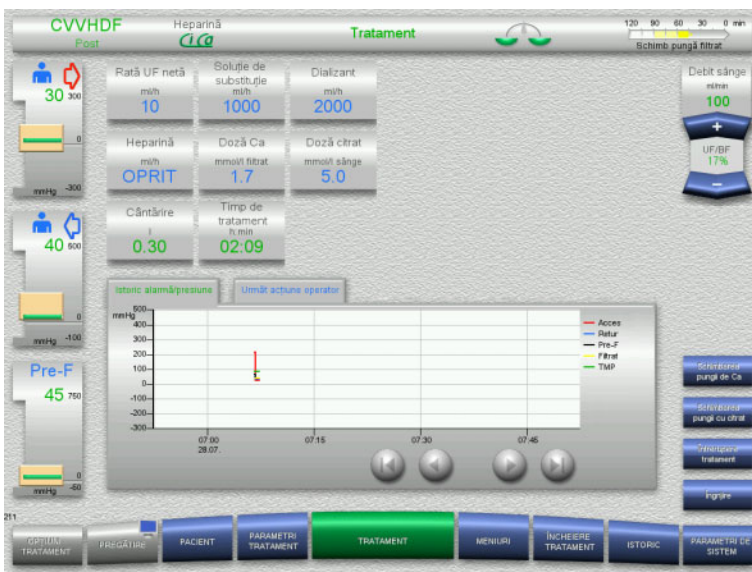 CVVHDF
Post
Heparină
Ci Ca
Tratament
120 90 60 30 0 min
Schimb pungă filtrat
30
300
0
mmHg -300
40
500
0
mmHg -100
Pre-F
45
750
0
mmHg -50
Rată UF netă
ml/h
10
Soluție de
substituție
ml/h
1000
Dializant
ml/h
2000
Heparină
ml/h
OPRIT
Doză Ca
mmol/l filtrat
1.7
Doză citrat
mmol/l sânge
5.0
Cântărire
l
0.30
Timp de
tratament
h:min
02:09
Debit sânge
ml/min
100
+
UF/BF
17%
−
Istoric alarmă/presiune
Următ acțiune operator
mmHg
500
400
300
200
100
0
-100
-200
-300
07:00
28.07.
07:15
07:30
07:45
Acces
Retur
Pre-F
Filtrat
TMP
Schimbarea
pungii de Ca
Schimbarea
pungii cu citrat
Întrerupere
tratament
Îngrijire
211
OPȚIUNI
TRATAMENT
PREGĂTIRE
PACIENT
PARAMETRI
TRATAMENT
TRATAMENT
MENIURI
ÎNCHEIERE
TRATAMENT
ISTORIC
PARAMETRI DE
SISTEM